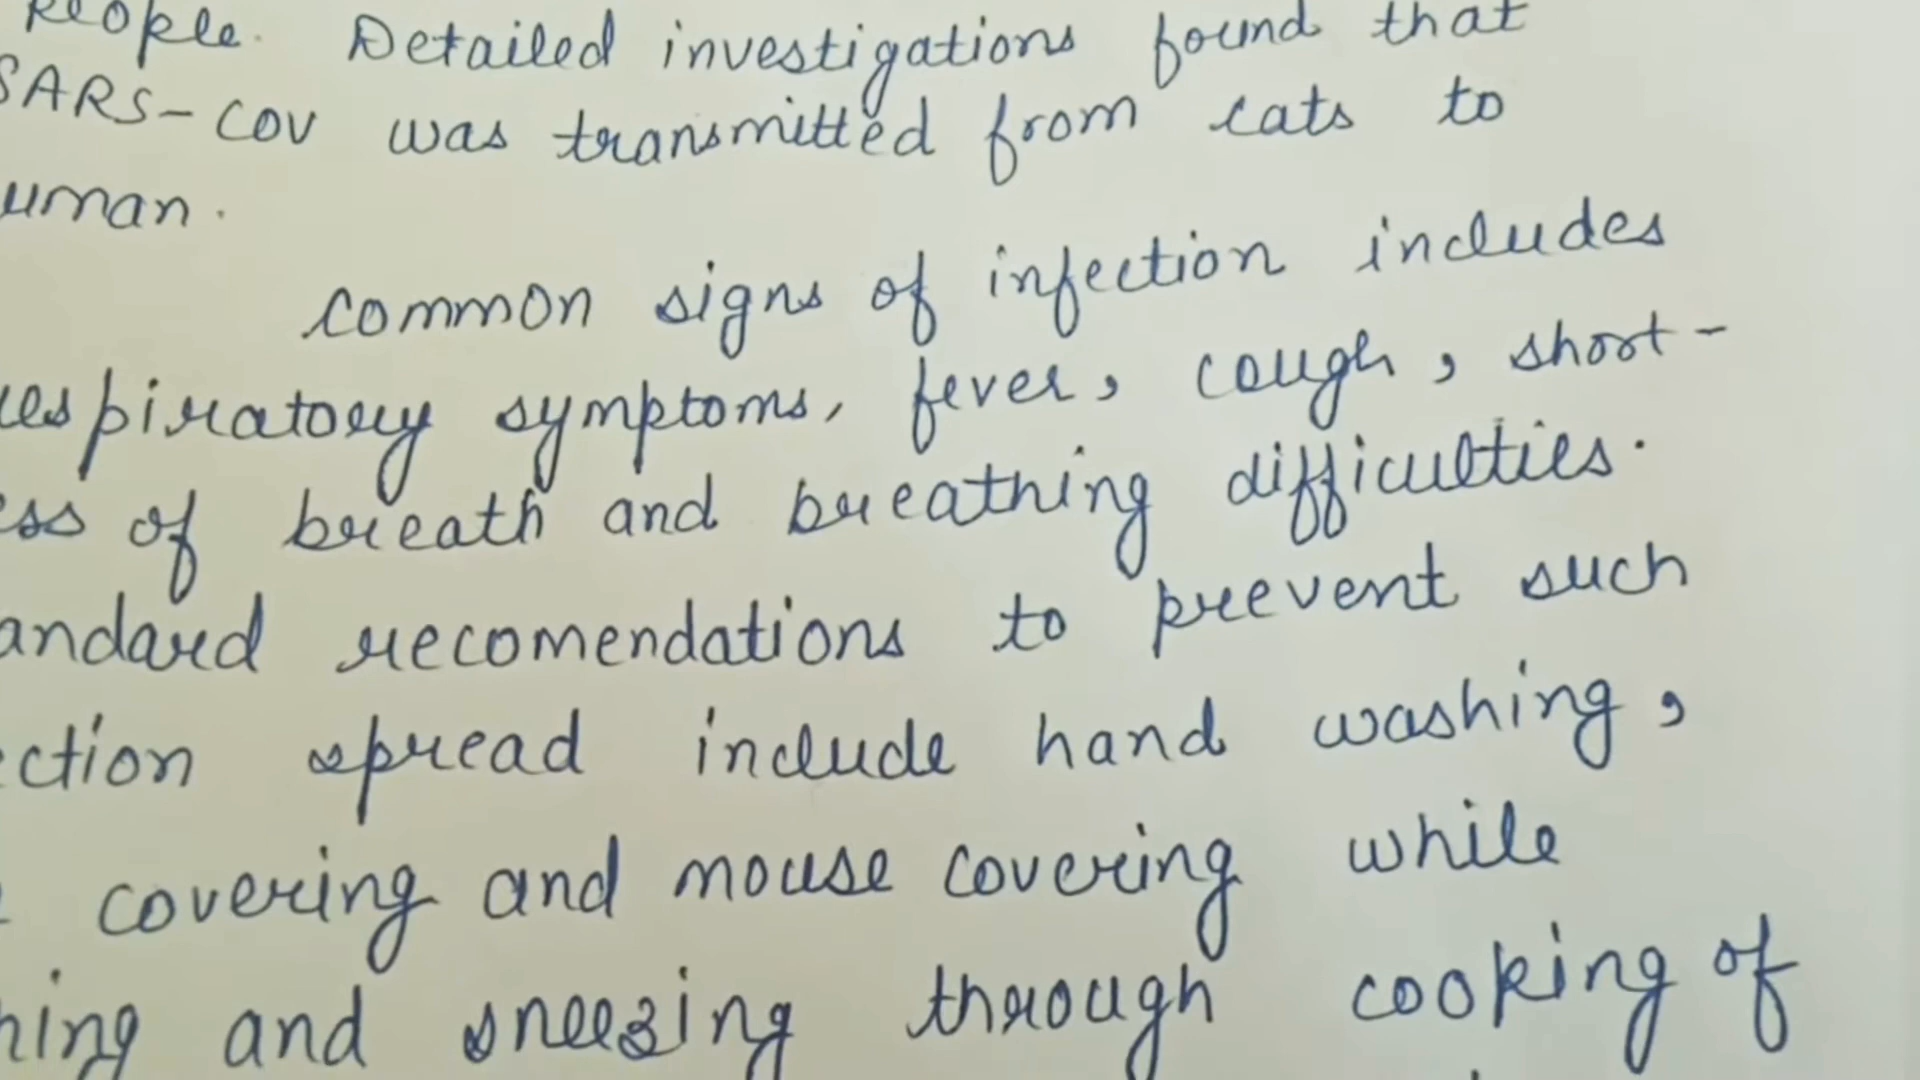 People. Detailed investigations found that
SARS-COV was transmitted from cats to
uman.
common signs of infection includes
respiratory symptoms, fever, cough, short-
ess of breath and breathing difficulties.
andard recomendations to prevent such
ction spread include hand washing,
covering and mouse covering while
hing and sneezing through cooking of